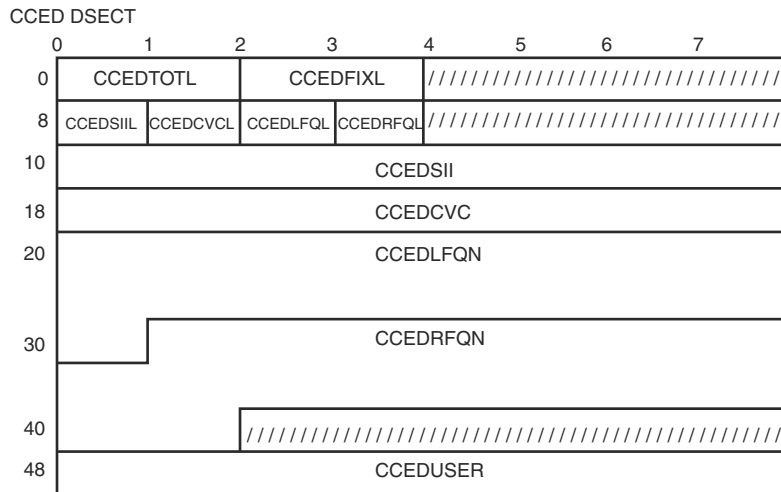 CCED DSECT
0 1 2 3 4 5 6 7
0 CCEDTOTL CCEDFIXL ///////////////////////////
8 CCEDSIIL CCEDCVCL CCEDLFQL CCEDRFQL ///////////////////////////
10 CCEDSII
18 CCEDCVC
20 CCEDLFQN
30 CCEDRFQN
40 ////////////////////////////////////////
48 CCEDUSER